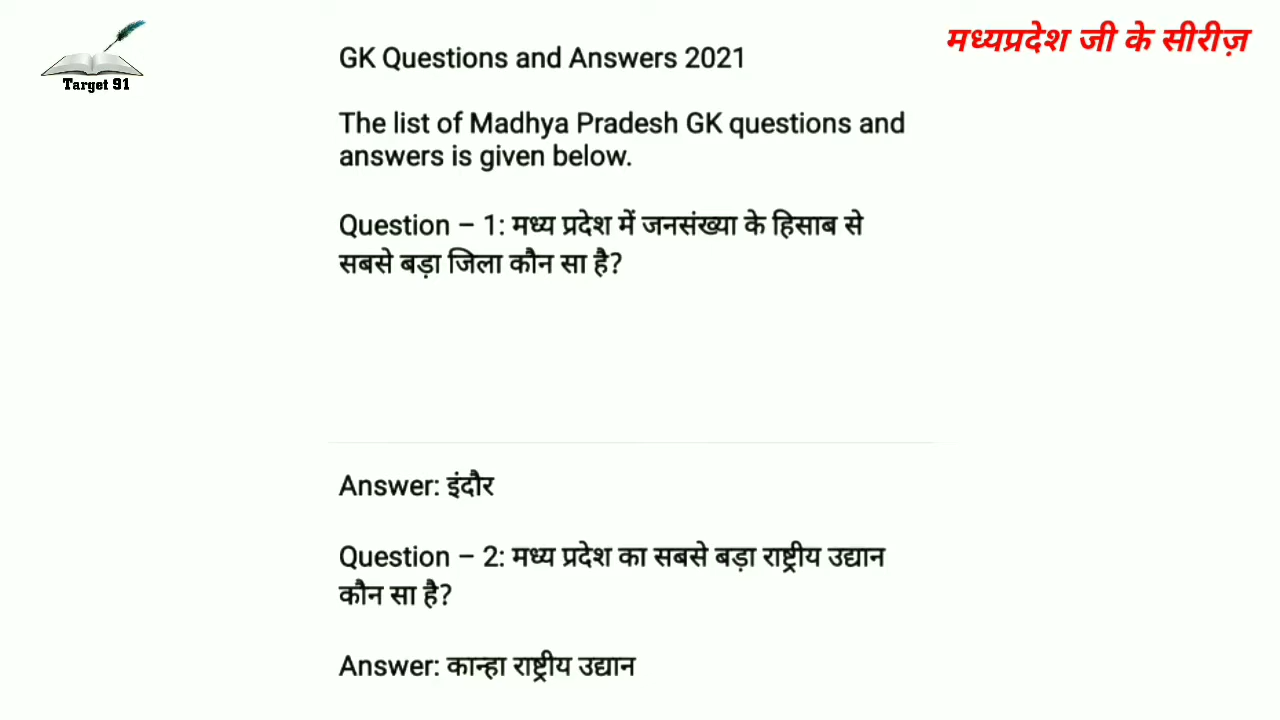 Target 91
मध्यप्रदेश जी के सीरीज़
GK Questions and Answers 2021
The list of Madhya Pradesh GK questions and
answers is given below.
Question – 1: मध्य प्रदेश में जनसंख्या के हिसाब से
सबसे बड़ा जिला कौन सा है?
Answer: इंदौर
Question – 2: मध्य प्रदेश का सबसे बड़ा राष्ट्रीय उद्यान
कौन सा है?
Answer: कान्हा राष्ट्रीय उद्यान